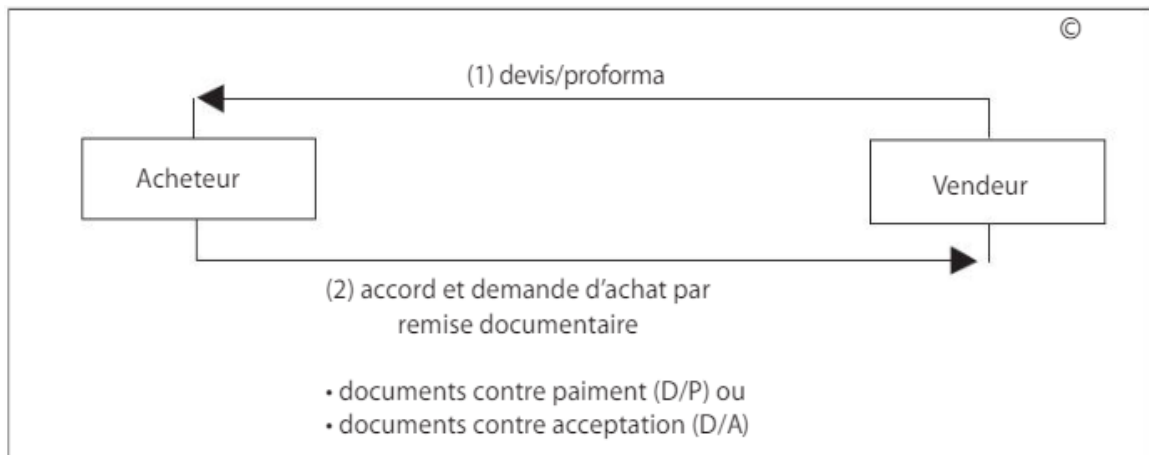 ©
(1) devis/proforma
Acheteur
Vendeur
(2) accord et demande d’achat par
remise documentaire
• documents contre paiment (D/P) ou
• documents contre acceptation (D/A)